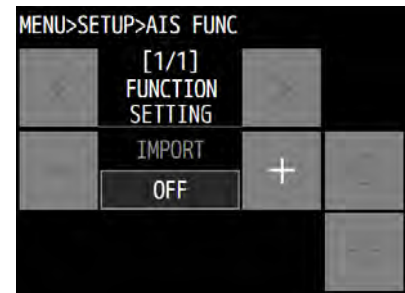 MENU>SETUP>AIS FUNC
[1/1]
FUNCTION
SETTING
IMPORT
+
OFF